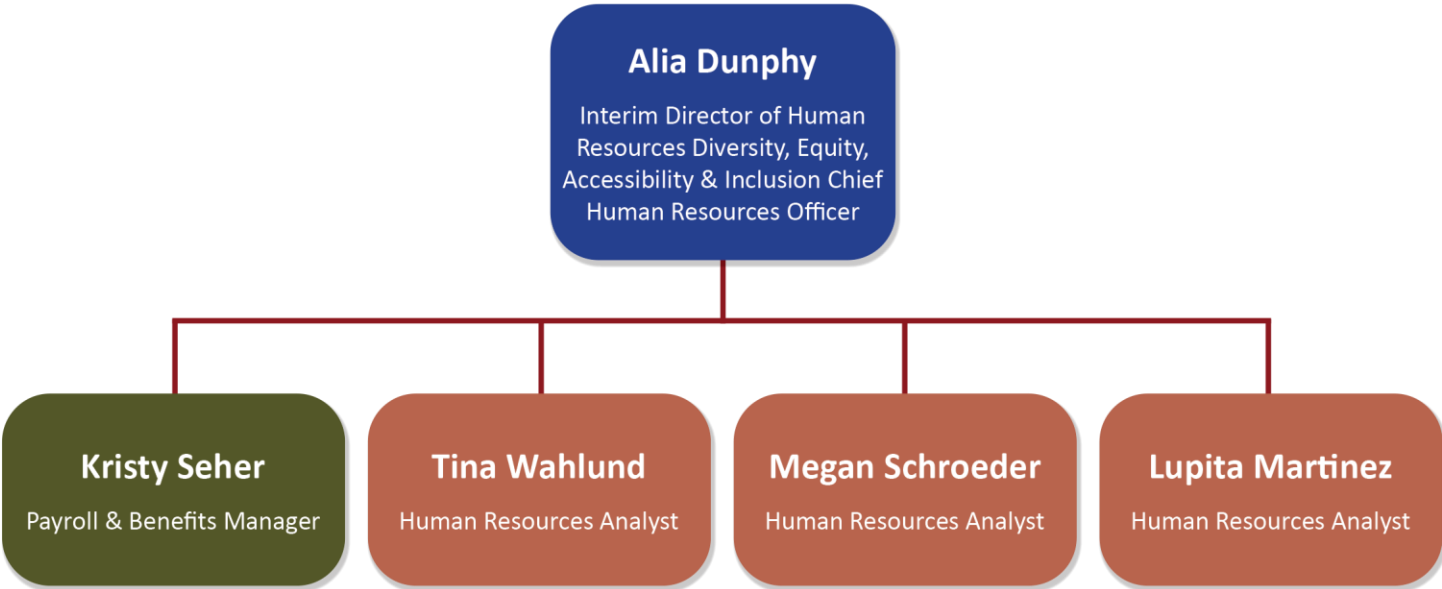 Alia Dunphy
Interim Director of Human
Resources Diversity, Equity,
Accessibility & Inclusion Chief
Human Resources Officer
Kristy Seher
Payroll & Benefits Manager
Tina Wahlund
Human Resources Analyst
Megan Schroeder
Human Resources Analyst
Lupita Martinez
Human Resources Analyst